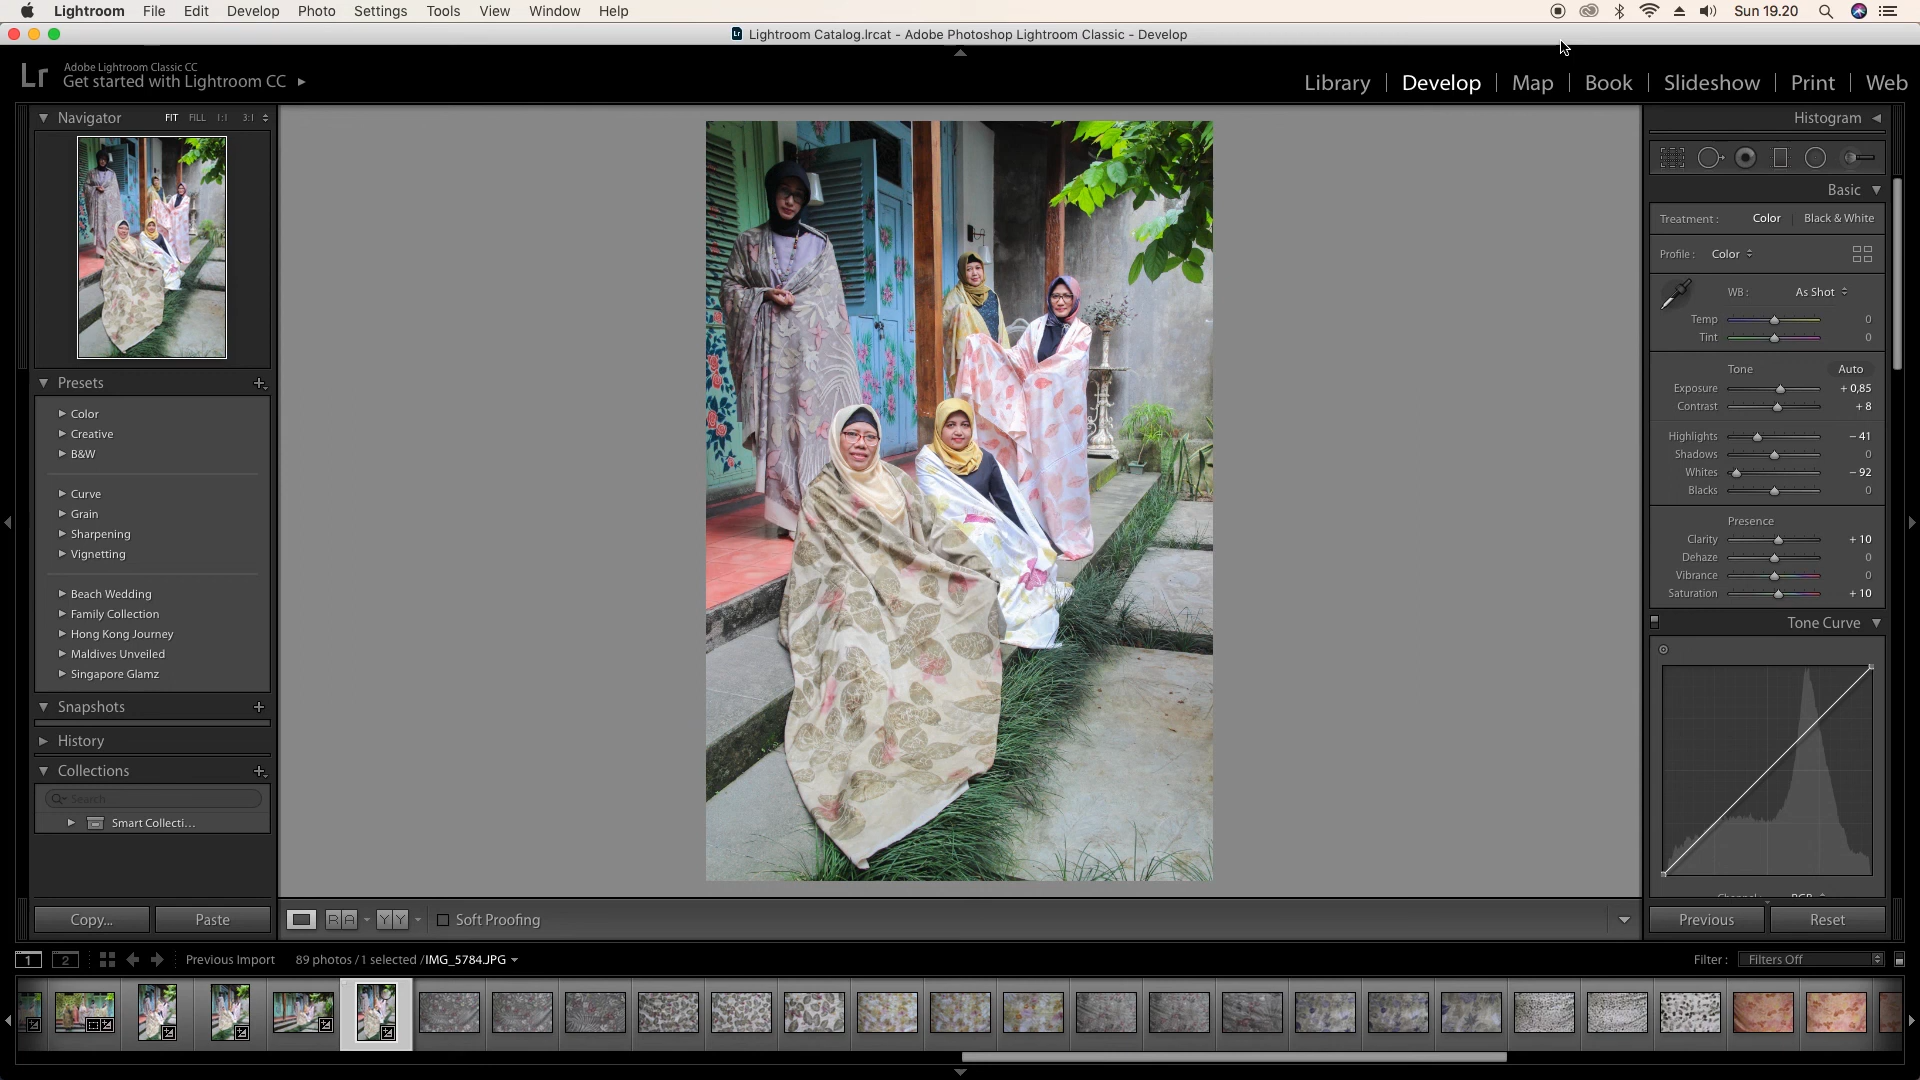 Lightroom File Edit Develop Photo Settings Tools View Window Help Sun 19.20
Lr Lightroom Catalog.lrcat - Adobe Photoshop Lightroom Classic - Develop
Lr Adobe Lightroom Classic CC
Get started with Lightroom CC
Library Develop Map Book Slideshow Print Web
Navigator FIT FILL 1:1 3:1
Presets
Color
Creative
B&W
Curve
Grain
Sharpening
Vignetting
Beach Wedding
Family Collection
Hong Kong Journey
Maldives Unveiled
Singapore Glamz
Snapshots
History
Collections
Search
Smart Collecti...
Copy... Paste
Soft Proofing
Histogram
Basic
Treatment : Color Black & White
Profile : Color
WB : As Shot
Temp 0
Tint 0
Tone Auto
Exposure + 0,85
Contrast + 8
Highlights − 41
Shadows 0
Whites − 92
Blacks 0
Presence
Clarity + 10
Dehaze 0
Vibrance 0
Saturation + 10
Tone Curve
Previous Reset
1 2 Previous Import 89 photos / 1 selected / IMG_5784.JPG Filter : Filters Off